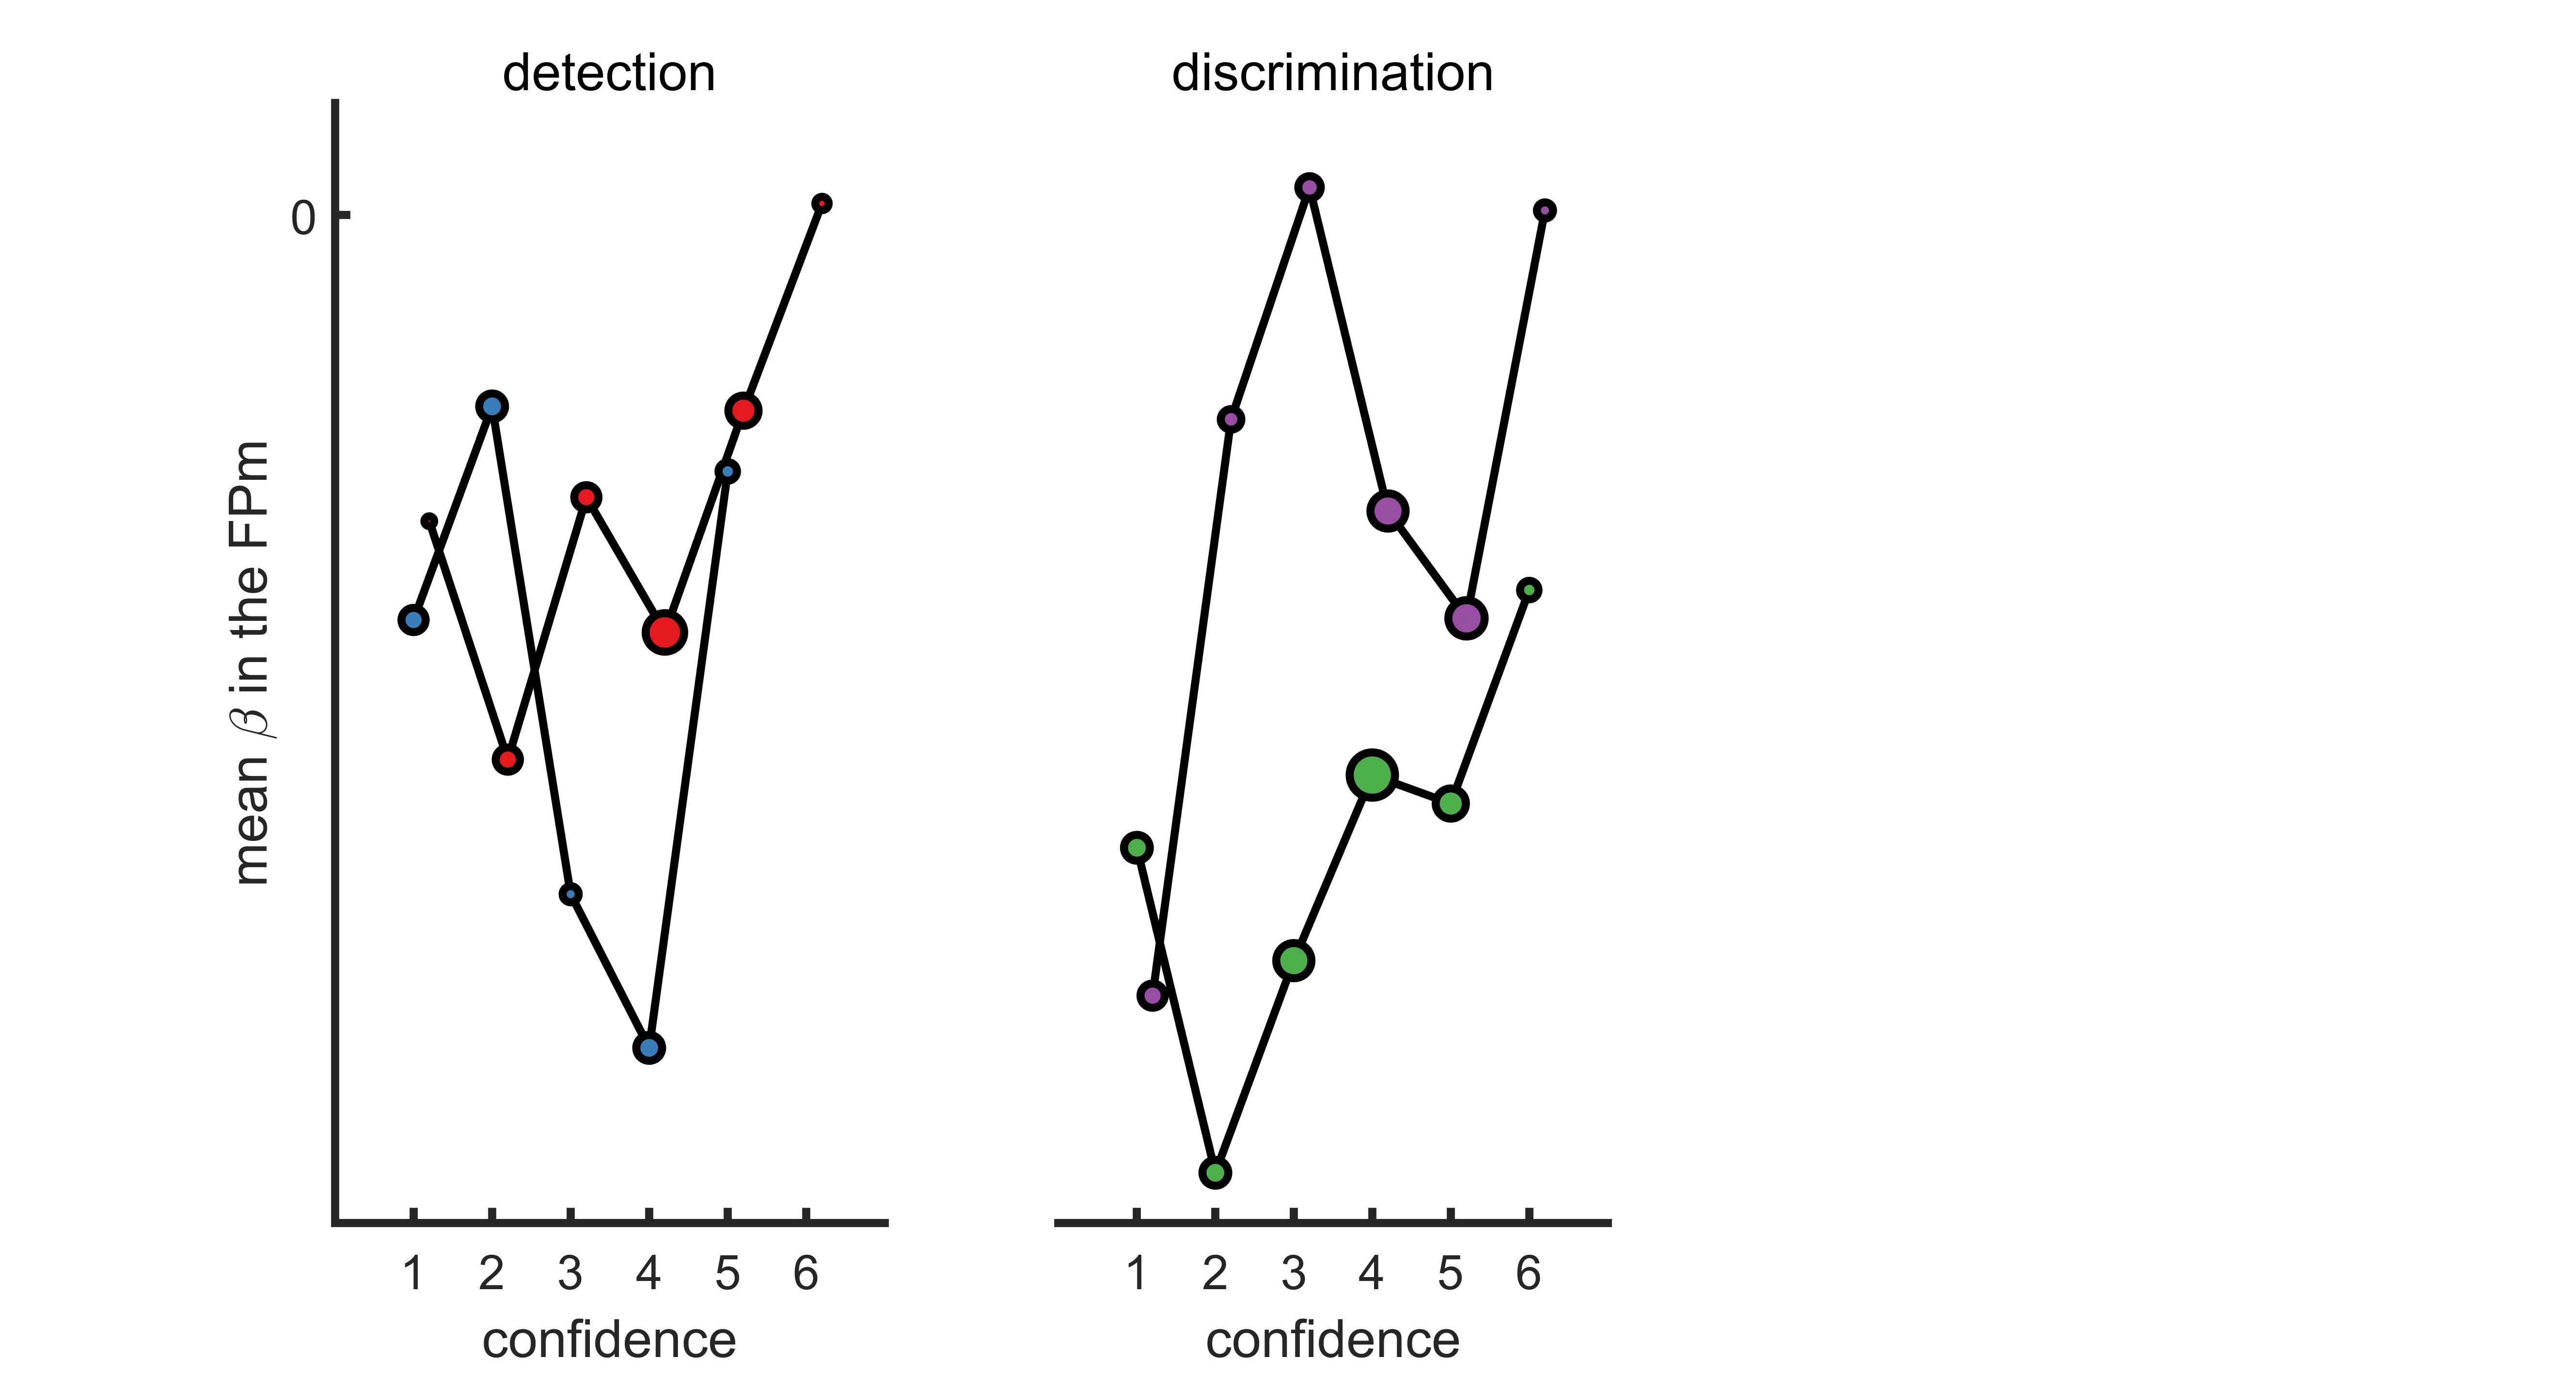 detection
discrimination
0
mean β in the FPm
1 2 3 4 5 6
1 2 3 4 5 6
confidence
confidence